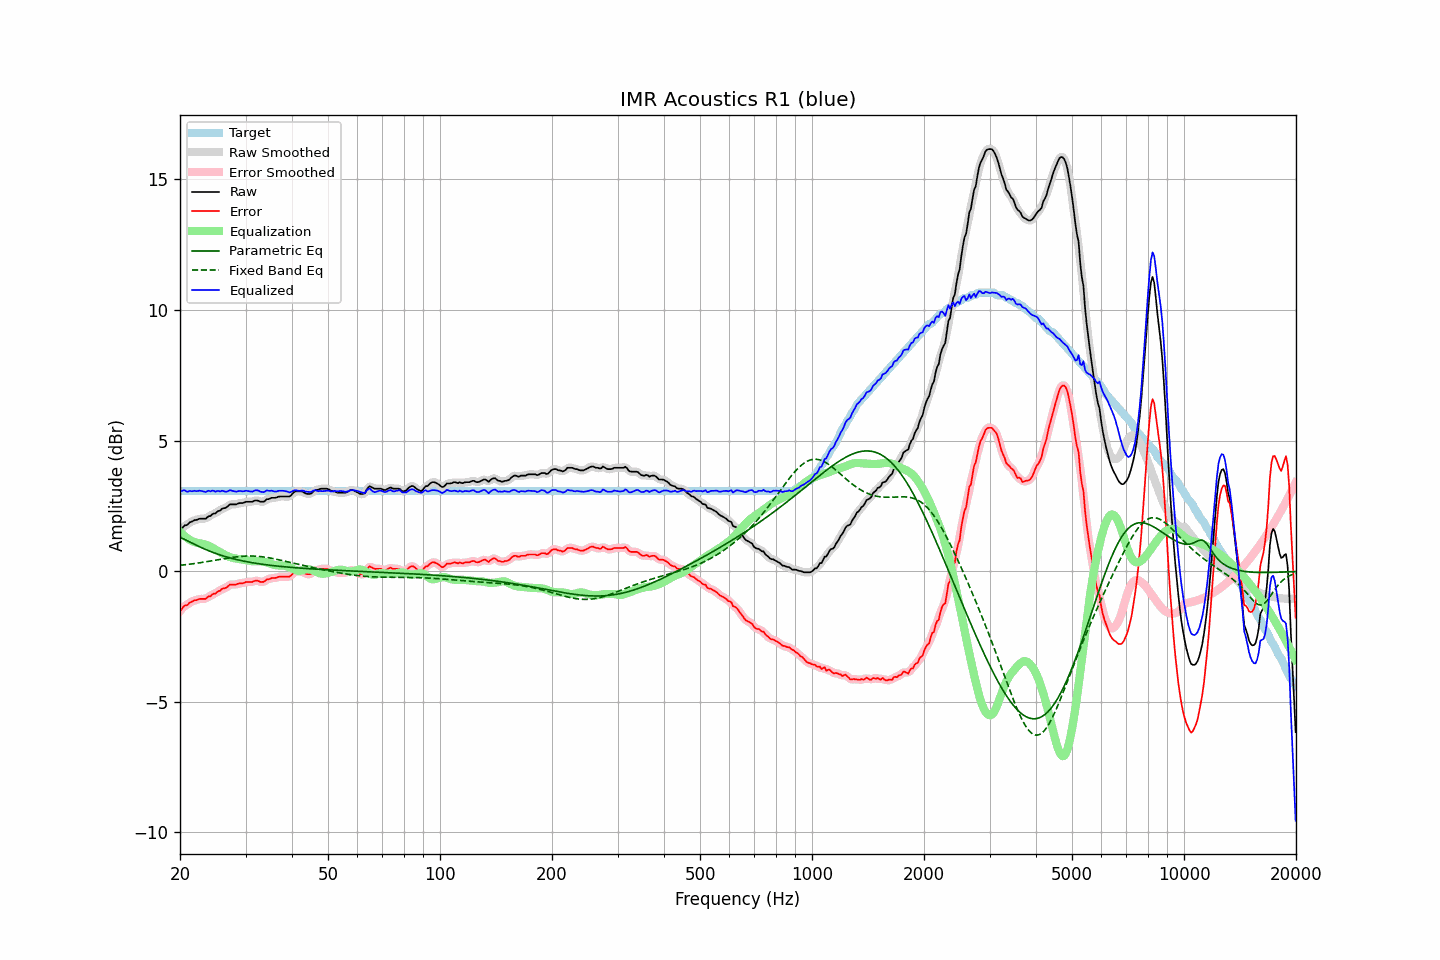 IMR Acoustics R1 (blue)
Target
Raw Smoothed
Error Smoothed
Raw
Error
Equalization
Parametric Eq
Fixed Band Eq
Equalized
Amplitude (dBr)
15
10
5
0
−5
−10
20 50 100 200 500 1000 2000 5000 10000 20000
Frequency (Hz)